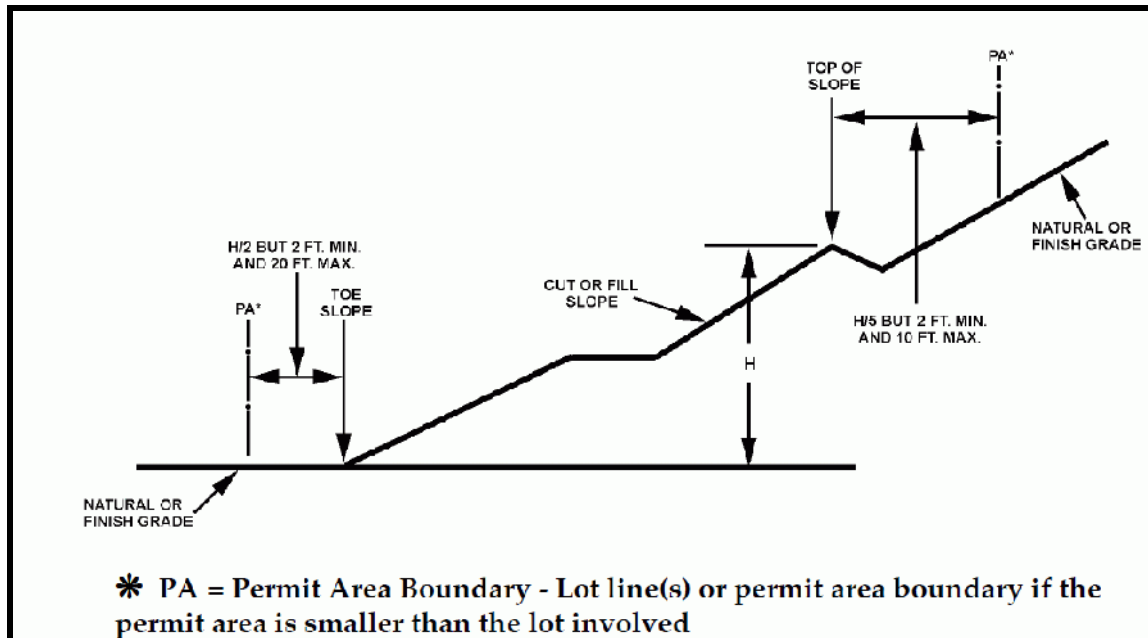 TOP OF
SLOPE
PA*
H/2 BUT 2 FT. MIN.
AND 20 FT. MAX.
PA*
TOE
SLOPE
CUT OR FILL
SLOPE
NATURAL OR
FINISH GRADE
H/5 BUT 2 FT. MIN.
AND 10 FT. MAX.
H
NATURAL OR
FINISH GRADE
* PA = Permit Area Boundary - Lot line(s) or permit area boundary if the
permit area is smaller than the lot involved